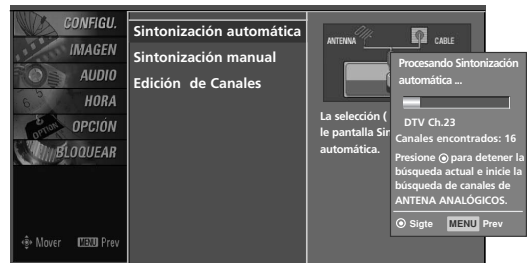 CONFIGU.
IMAGEN
AUDIO
HORA
OPCIÓN
OPTION
BLOQUEAR
Mover MENU Prev
Sintonización automática
Sintonización manual
Edición de Canales
ANTENNA CABLE
La selección (
le pantalla Sin
automática.
Procesando Sintonización
automática ...
DTV Ch.23
Canales encontrados: 16
Presione para detener la
búsqueda actual e inicie la
búsqueda de canales de
ANTENA ANALÓGICOS.
Sigte MENU Prev